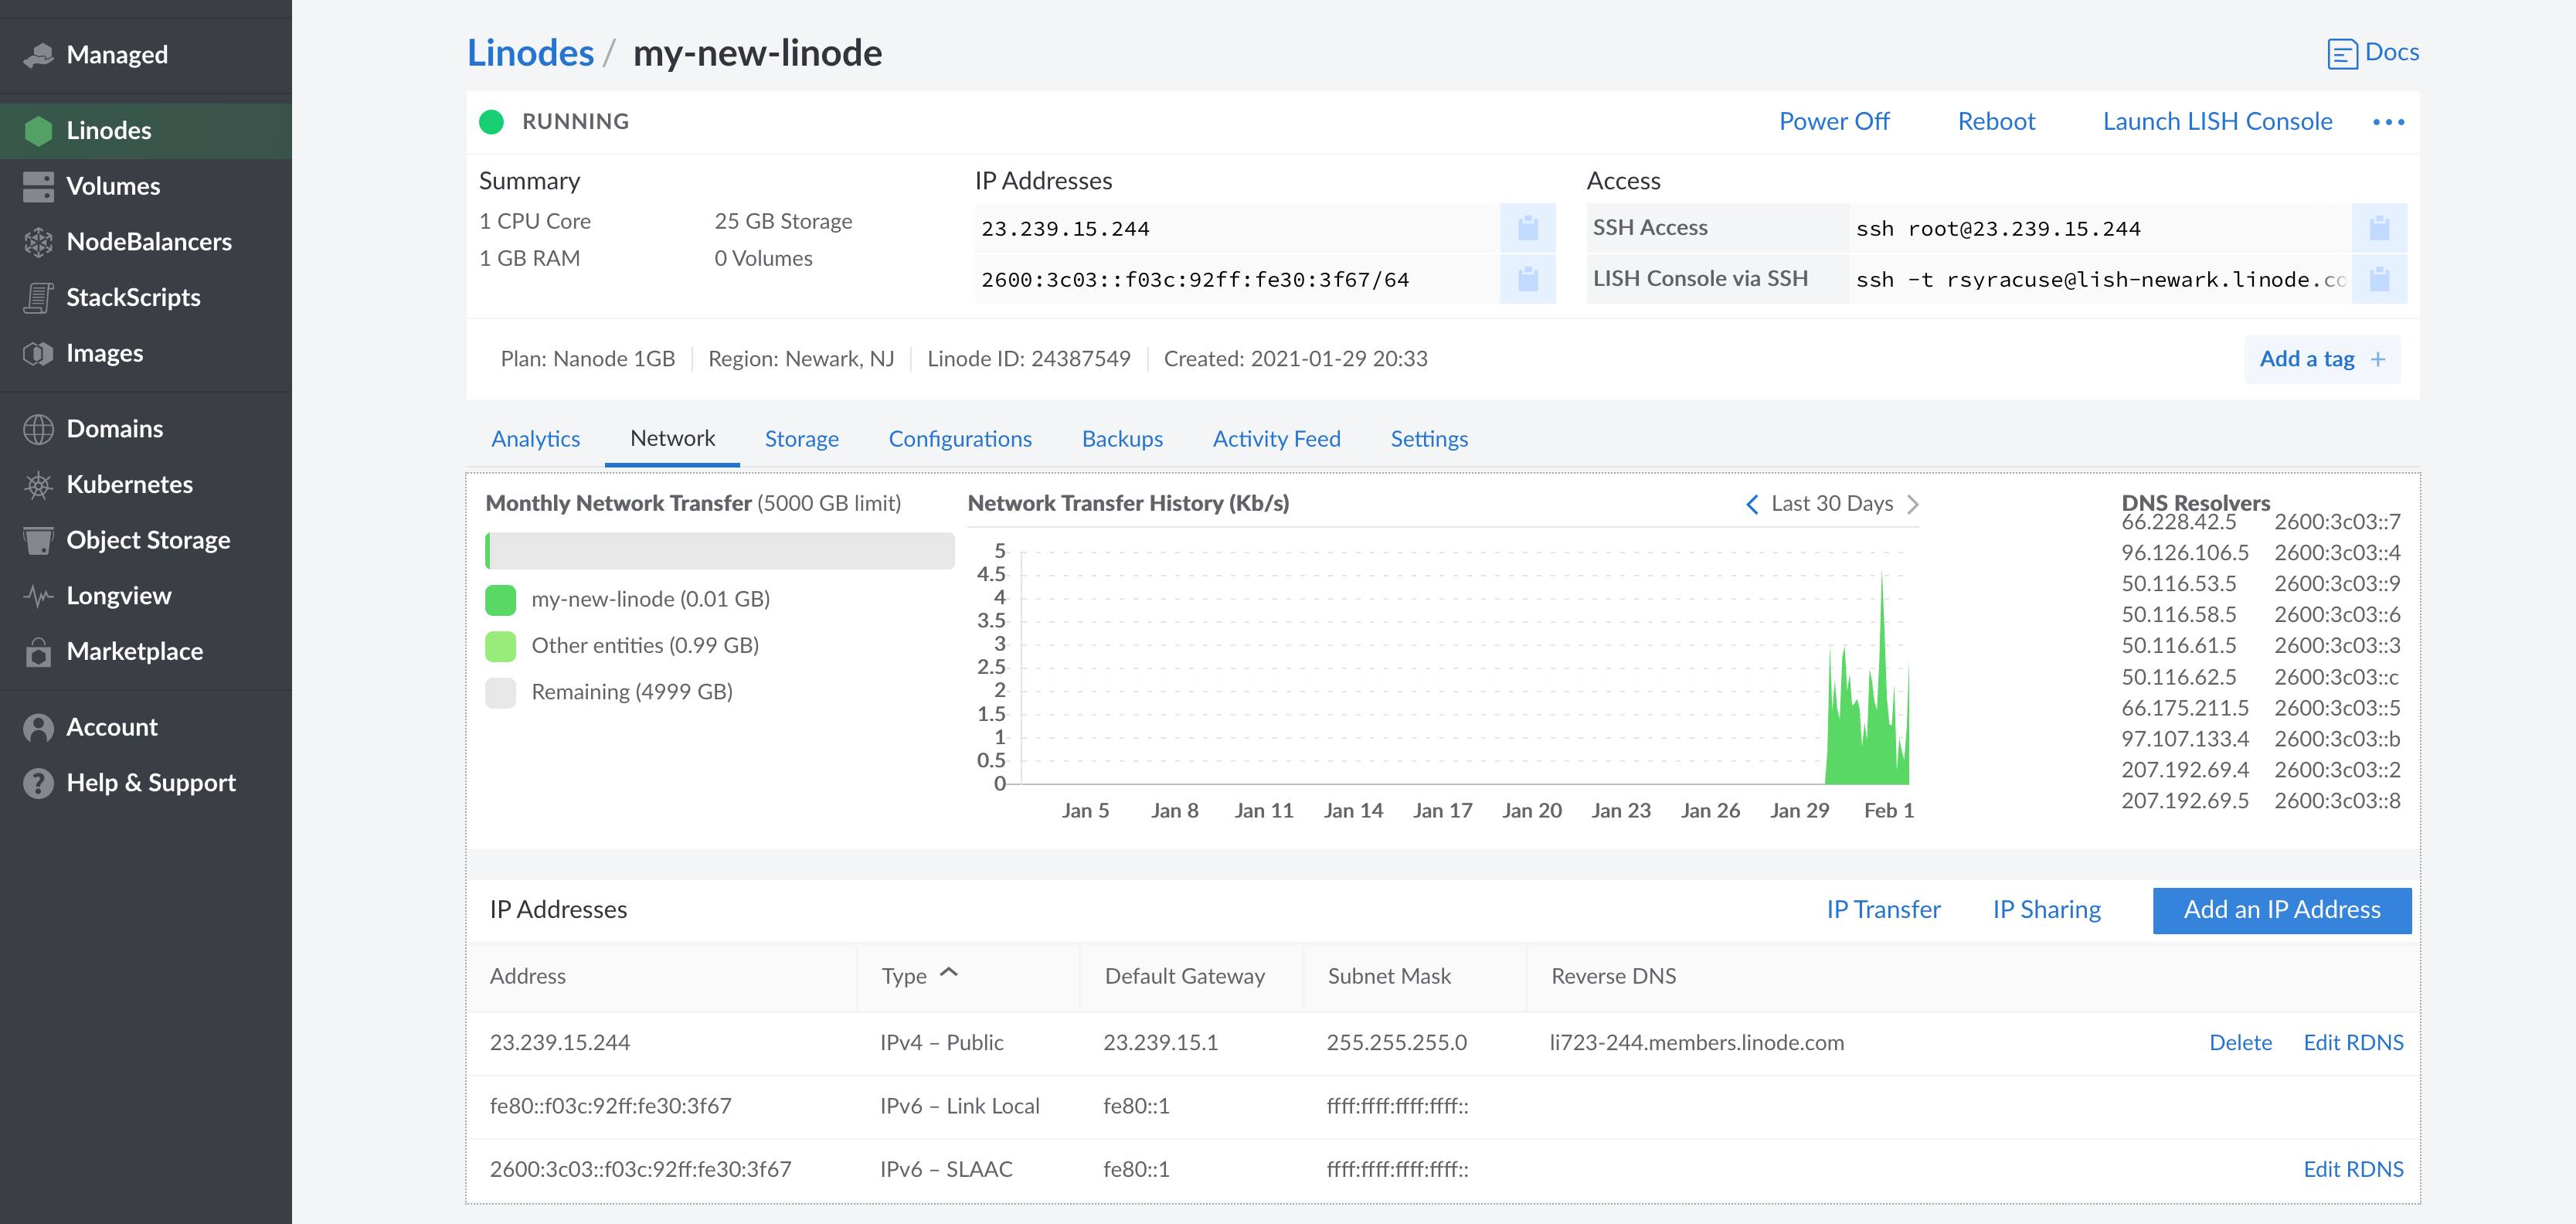 Managed
Linodes
Volumes
NodeBalancers
StackScripts
Images
Domains
Kubernetes
Object Storage
Longview
Marketplace
Account
Help & Support
Linodes / my-new-linode
Docs
RUNNING
Power Off Reboot Launch LISH Console
Summary
1 CPU Core 25 GB Storage
1 GB RAM 0 Volumes
IP Addresses
23.239.15.244
2600:3c03::f03c:92ff:fe30:3f67/64
Access
SSH Access ssh root@23.239.15.244
LISH Console via SSH ssh -t rsyracuse@lish-newark.linode.co
Plan: Nanode 1GB Region: Newark, NJ Linode ID: 24387549 Created: 2021-01-29 20:33
Add a tag +
Analytics Network Storage Configurations Backups Activity Feed Settings
Monthly Network Transfer (5000 GB limit)
my-new-linode (0.01 GB)
Other entities (0.99 GB)
Remaining (4999 GB)
Network Transfer History (Kb/s)
Last 30 Days
5
4.5
4
3.5
3
2.5
2
1.5
1
0.5
0
Jan 5 Jan 8 Jan 11 Jan 14 Jan 17 Jan 20 Jan 23 Jan 26 Jan 29 Feb 1
DNS Resolvers
66.228.42.5 2600:3c03::7
96.126.106.5 2600:3c03::4
50.116.53.5 2600:3c03::9
50.116.58.5 2600:3c03::6
50.116.61.5 2600:3c03::3
50.116.62.5 2600:3c03::c
66.175.211.5 2600:3c03::5
97.107.133.4 2600:3c03::b
207.192.69.4 2600:3c03::2
207.192.69.5 2600:3c03::8
IP Addresses
IP Transfer IP Sharing Add an IP Address
Address Type Default Gateway Subnet Mask Reverse DNS
23.239.15.244 IPv4 – Public 23.239.15.1 255.255.255.0 li723-244.members.linode.com Delete Edit RDNS
fe80::f03c:92ff:fe30:3f67 IPv6 – Link Local fe80::1 ffff:ffff:ffff:ffff::
2600:3c03::f03c:92ff:fe30:3f67 IPv6 – SLAAC fe80::1 ffff:ffff:ffff:ffff:: Edit RDNS